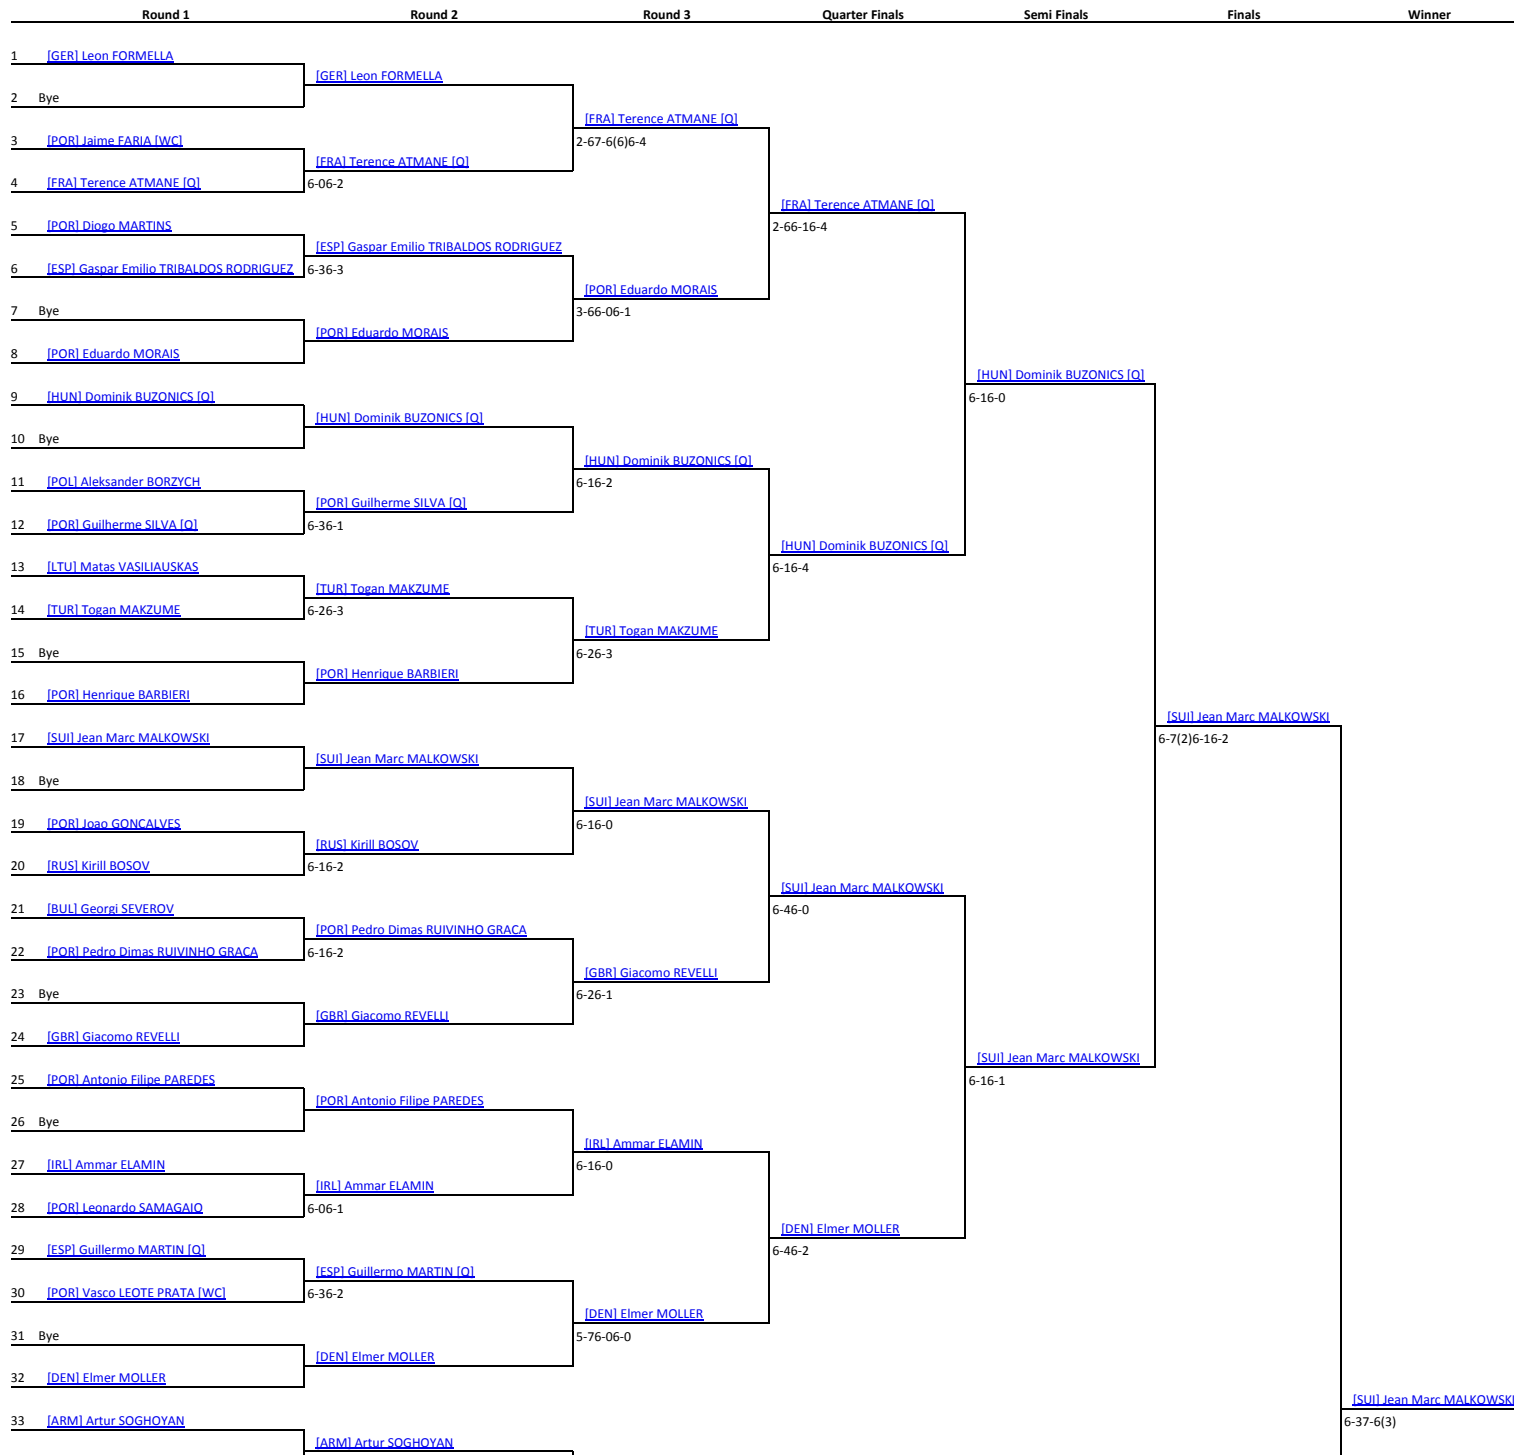 Round 1 Round 2 Round 3 Quarter Finals Semi Finals Finals Winner
1 [GER] Leon FORMELLA
[GER] Leon FORMELLA
2 Bye
[FRA] Terence ATMANE [Q]
3 [POR] Jaime FARIA [WC]
2-67-6(6)6-4
[FRA] Terence ATMANE [Q]
4 [FRA] Terence ATMANE [Q]
6-06-2
[FRA] Terence ATMANE [Q]
5 [POR] Diogo MARTINS
2-66-16-4
[ESP] Gaspar Emilio TRIBALDOS RODRIGUEZ
6 [ESP] Gaspar Emilio TRIBALDOS RODRIGUEZ
6-36-3
[POR] Eduardo MORAIS
7 Bye
3-66-06-1
[POR] Eduardo MORAIS
8 [POR] Eduardo MORAIS
[HUN] Dominik BUZONICS [Q]
9 [HUN] Dominik BUZONICS [Q]
6-16-0
[HUN] Dominik BUZONICS [Q]
10 Bye
[HUN] Dominik BUZONICS [Q]
11 [POL] Aleksander BORZYCH
6-16-2
[POR] Guilherme SILVA [Q]
12 [POR] Guilherme SILVA [Q]
6-36-1
[HUN] Dominik BUZONICS [Q]
13 [LTU] Matas VASILIAUSKAS
6-16-4
[TUR] Togan MAKZUME
14 [TUR] Togan MAKZUME
6-26-3
[TUR] Togan MAKZUME
15 Bye
6-26-3
[POR] Henrique BARBIERI
16 [POR] Henrique BARBIERI
[SUI] Jean Marc MALKOWSKI
17 [SUI] Jean Marc MALKOWSKI
6-7(2)6-16-2
[SUI] Jean Marc MALKOWSKI
18 Bye
[SUI] Jean Marc MALKOWSKI
19 [POR] Joao GONCALVES
6-16-0
[RUS] Kirill BOSOV
20 [RUS] Kirill BOSOV
6-16-2
[SUI] Jean Marc MALKOWSKI
21 [BUL] Georgi SEVEROV
6-46-0
[POR] Pedro Dimas RUIVINHO GRACA
22 [POR] Pedro Dimas RUIVINHO GRACA
6-16-2
[GBR] Giacomo REVELLI
23 Bye
6-26-1
[GBR] Giacomo REVELLI
24 [GBR] Giacomo REVELLI
[SUI] Jean Marc MALKOWSKI
25 [POR] Antonio Filipe PAREDES
6-16-1
[POR] Antonio Filipe PAREDES
26 Bye
[IRL] Ammar ELAMIN
27 [IRL] Ammar ELAMIN
6-16-0
[IRL] Ammar ELAMIN
28 [POR] Leonardo SAMAGAIO
6-06-1
[DEN] Elmer MOLLER
29 [ESP] Guillermo MARTIN [Q]
6-46-2
[ESP] Guillermo MARTIN [Q]
30 [POR] Vasco LEOTE PRATA [WC]
6-36-2
[DEN] Elmer MOLLER
31 Bye
5-76-06-0
[DEN] Elmer MOLLER
32 [DEN] Elmer MOLLER
[SUI] Jean Marc MALKOWSKI
33 [ARM] Artur SOGHOYAN
6-37-6(3)
[ARM] Artur SOGHOYAN